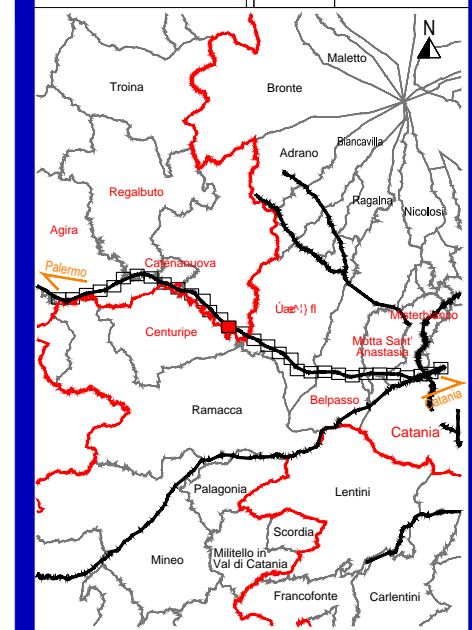 N
Maletto
Troina
Bronte
Biancavilla
Adrano
Regalbuto
Ragalna
Nicolosi
Agira
Catenanuova
Palermo
Misterbianco
Centuripe
Motta Sant'
Anastasia
Belpasso
Catania
Ramacca
Catania
Palagonia
Lentini
Scordia
Mineo
Militello in
Val di Catania
Francofonte
Carlentini